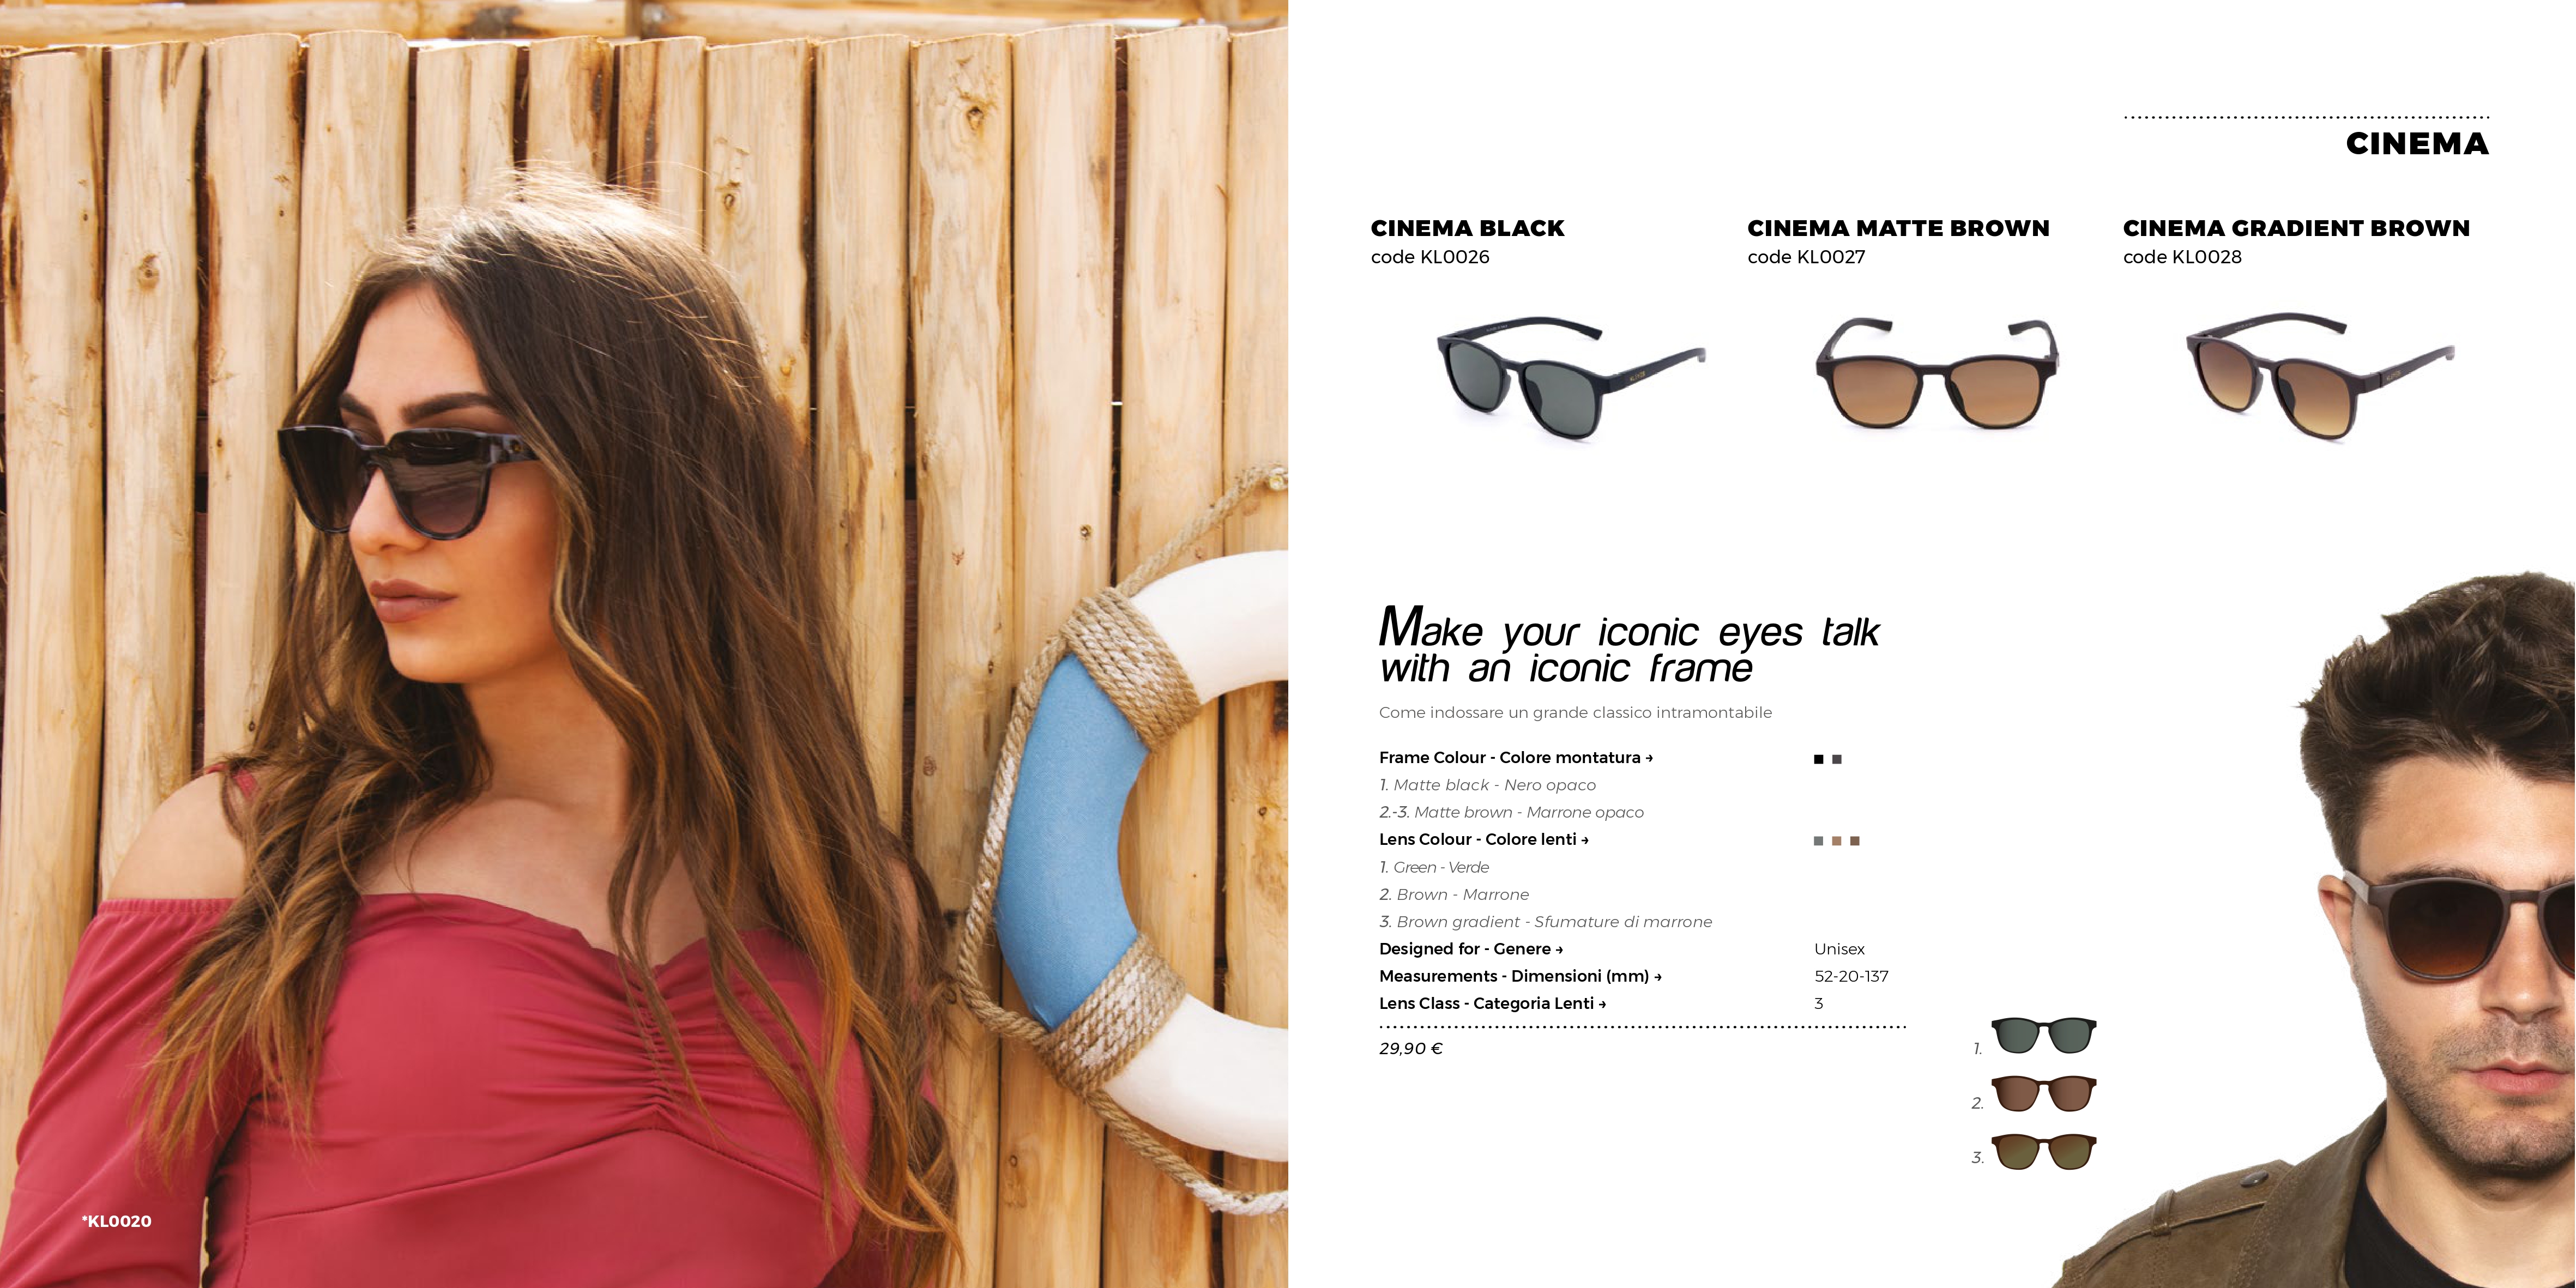 *KL0020
CINEMA
CINEMA BLACK
code KL0026
CINEMA MATTE BROWN
code KL0027
CINEMA GRADIENT BROWN
code KL0028
Make your iconic eyes talk
with an iconic frame
Come indossare un grande classico intramontabile
Frame Colour - Colore montatura →
1. Matte black - Nero opaco
2.-3. Matte brown - Marrone opaco
Lens Colour - Colore lenti →
1. Green - Verde
2. Brown - Marrone
3. Brown gradient - Sfumature di marrone
Designed for - Genere → Unisex
Measurements - Dimensioni (mm) → 52-20-137
Lens Class - Categoria Lenti → 3
29,90 €
1.
2.
3.